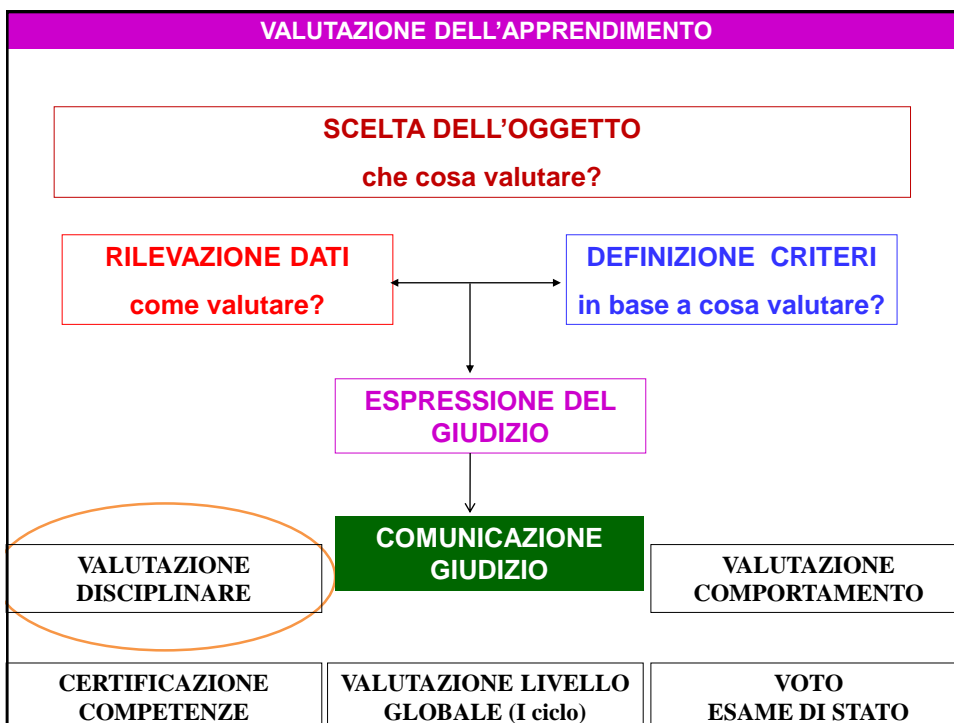 VALUTAZIONE DELL'APPRENDIMENTO
SCELTA DELL'OGGETTO
che cosa valutare?
RILEVAZIONE DATI
come valutare?
DEFINIZIONE CRITERI
in base a cosa valutare?
ESPRESSIONE DEL
GIUDIZIO
COMUNICAZIONE
GIUDIZIO
VALUTAZIONE
DISCIPLINARE
VALUTAZIONE
COMPORTAMENTO
CERTIFICAZIONE
COMPETENZE
VALUTAZIONE LIVELLO
GLOBALE (I ciclo)
VOTO
ESAME DI STATO